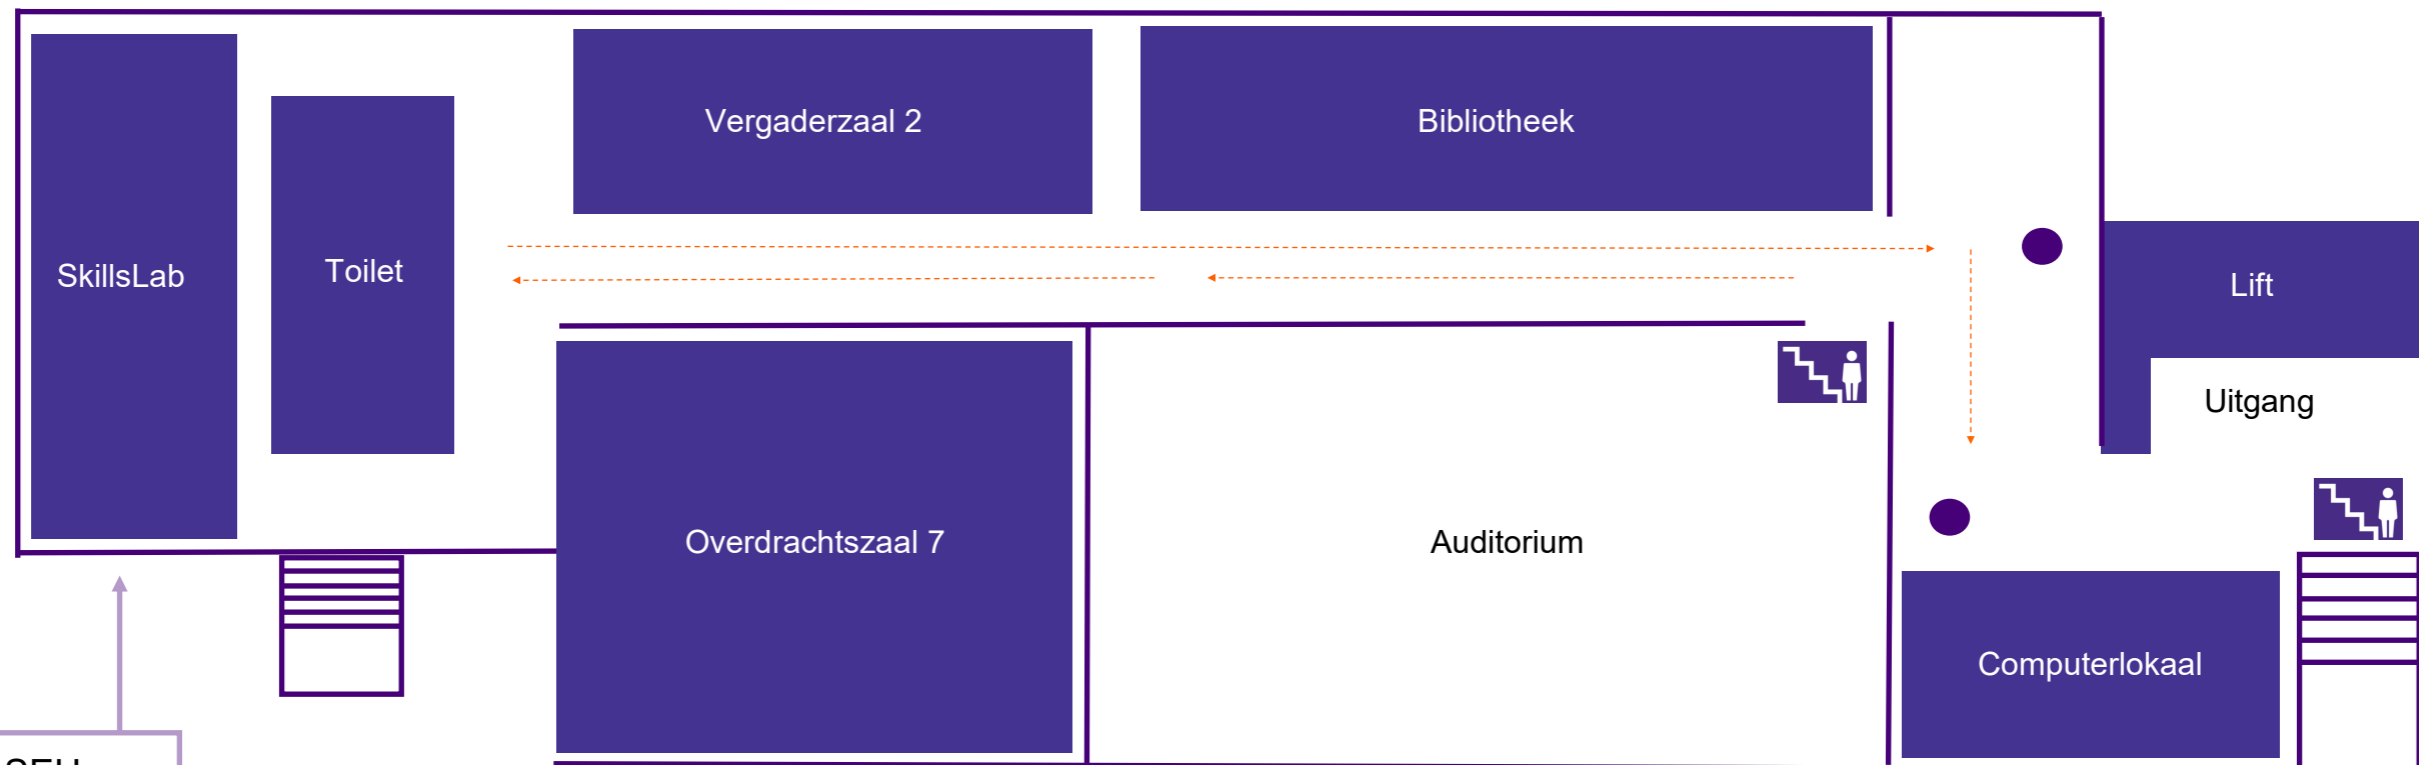 Vergaderzaal 2
Bibliotheek
SkillsLab
Toilet
Lift
Uitgang
Overdrachtszaal 7
Auditorium
Computerlokaal